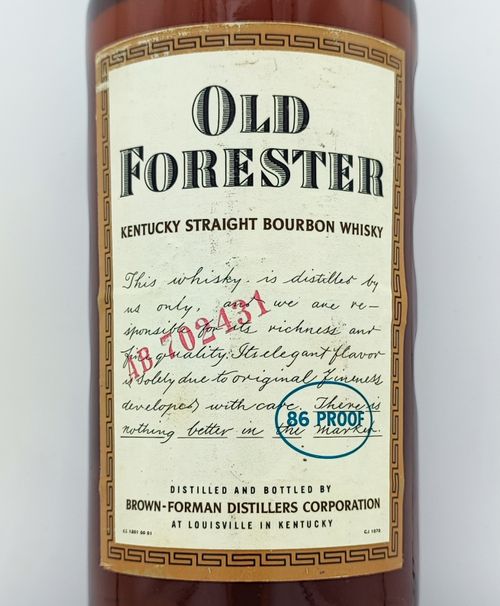 OLD
FORESTER
KENTUCKY STRAIGHT BOURBON WHISKY
This whisky is distilled by
us only, and we are re-
sponsible for its richness and
fine quality. Its elegant flavor
is solely due to original fineness
developed with care. There is
nothing better in the market.
AB 702431
86 PROOF
DISTILLED AND BOTTLED BY
BROWN-FORMAN DISTILLERS CORPORATION
AT LOUISVILLE IN KENTUCKY